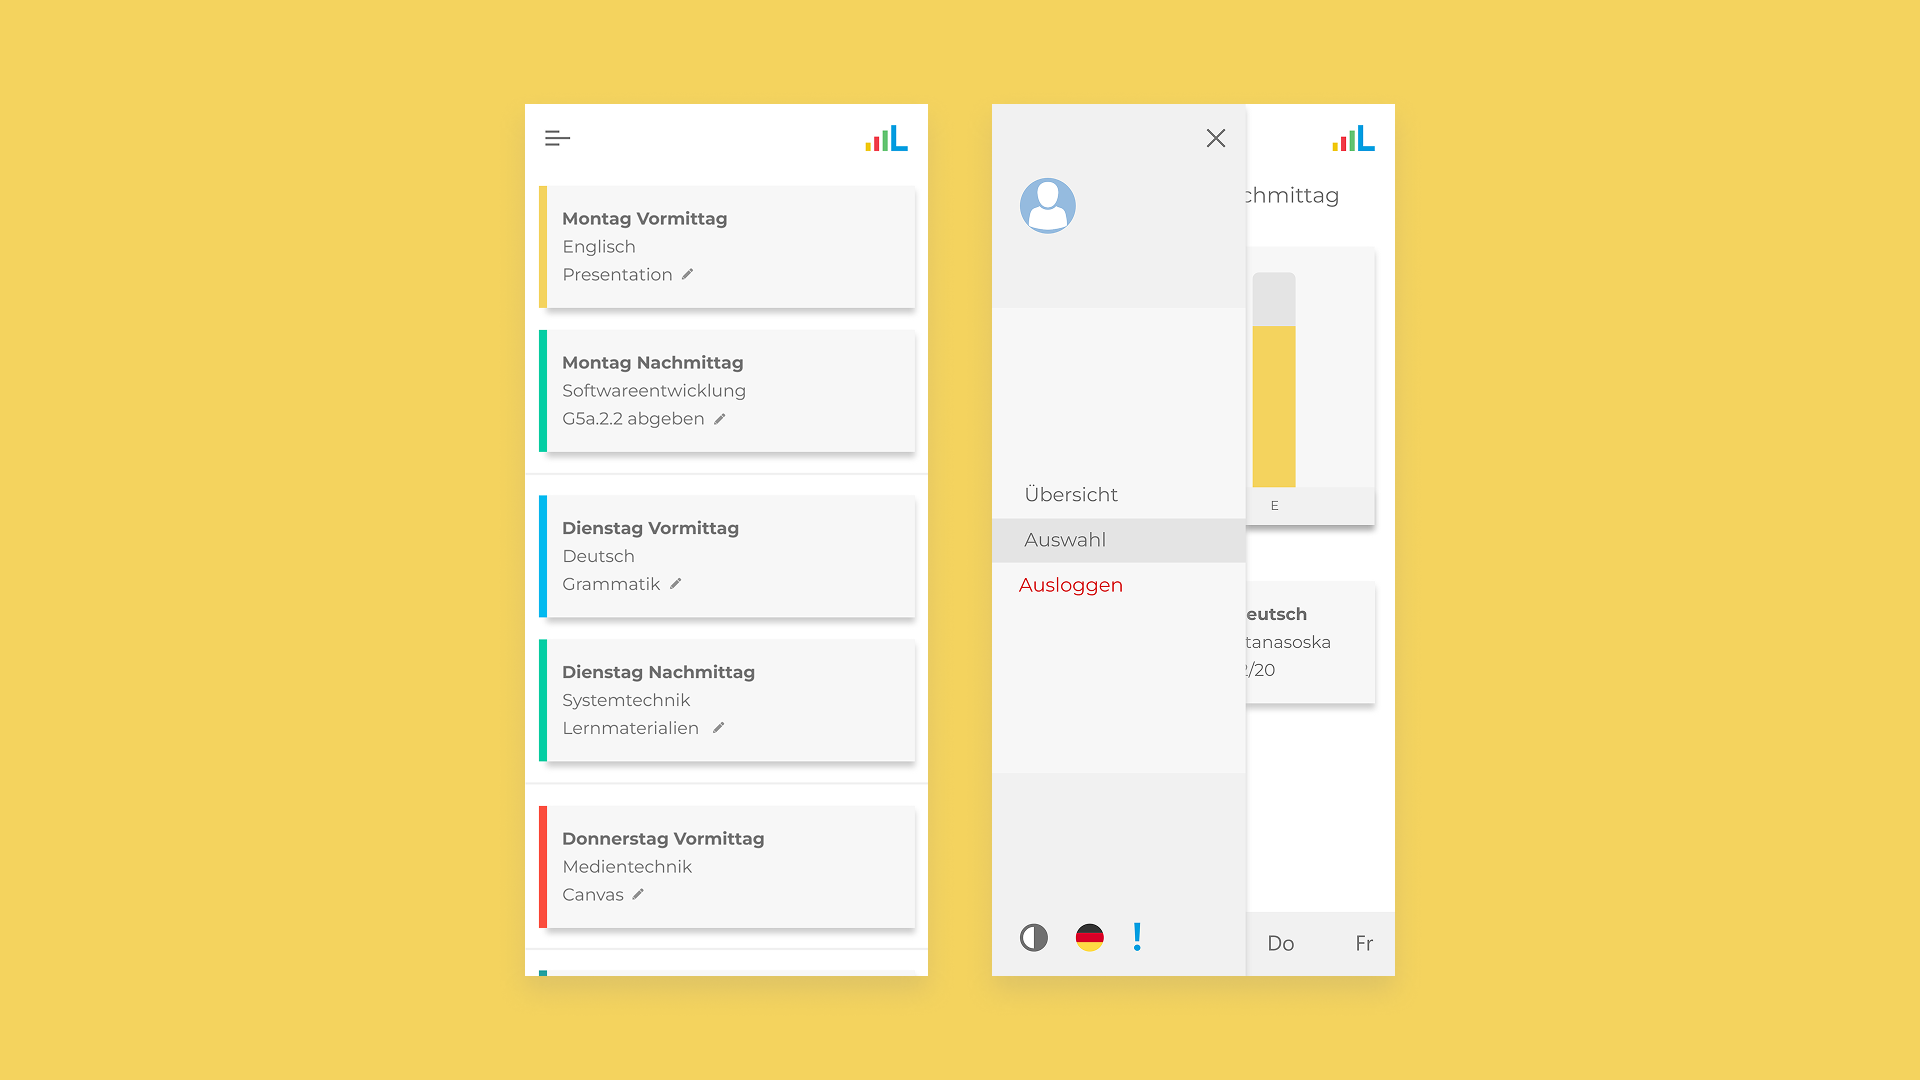 L
Montag Vormittag
Englisch
Presentation
Montag Nachmittag
Softwareentwicklung
G5a.2.2 abgeben
Dienstag Vormittag
Deutsch
Grammatik
Dienstag Nachmittag
Systemtechnik
Lernmaterialien
Donnerstag Vormittag
Medientechnik
Canvas
Übersicht
Auswahl
Ausloggen
!
L
chmittag
E
eutsch
tanasoska
/20
Do
Fr